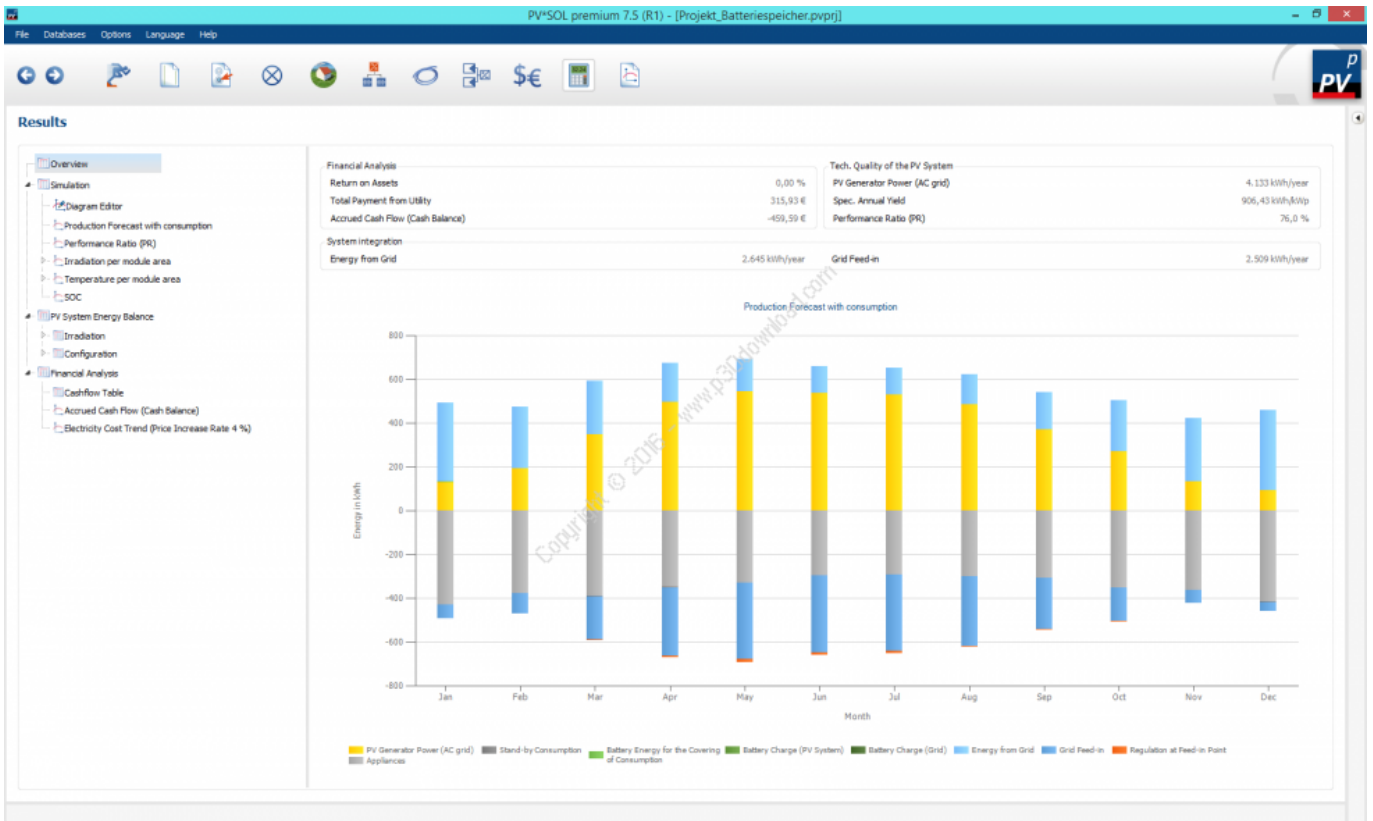 PV*SOL premium 7.5 (R1) - [Projekt_Batteriespeicher.pvprj]
File Databases Options Language Help
$€
p
PV
Results
Overview
Simulation
Diagram Editor
Production Forecast with consumption
Performance Ratio (PR)
Irradiation per module area
Temperature per module area
SOC
PV System Energy Balance
Irradiation
Configuration
Financial Analysis
Cashflow Table
Accrued Cash Flow (Cash Balance)
Electricity Cost Trend (Price Increase Rate 4 %)
Financial Analysis
Return on Assets 0,00 %
Total Payment from Utility 315,93 €
Accrued Cash Flow (Cash Balance) -459,59 €
Tech. Quality of the PV System
PV Generator Power (AC grid) 4.133 kWh/year
Spec. Annual Yield 906,43 kWh/kWp
Performance Ratio (PR) 76,0 %
System integration
Energy from Grid 2.645 kWh/year Grid Feed-in 2.509 kWh/year
Production Forecast with consumption
800
600
400
200
0
-200
-400
-600
-800
Energy in kWh
Jan Feb Mar Apr May Jun Jul Aug Sep Oct Nov Dec
Month
PV Generator Power (AC grid)
Appliances
Stand-by Consumption
Battery Energy for the Covering
of Consumption
Battery Charge (PV
System)
Battery Charge (Grid)
Energy from Grid
Grid Feed-in
Regulation at Feed-in Point
Copyright © 2016 - www.p30download.com